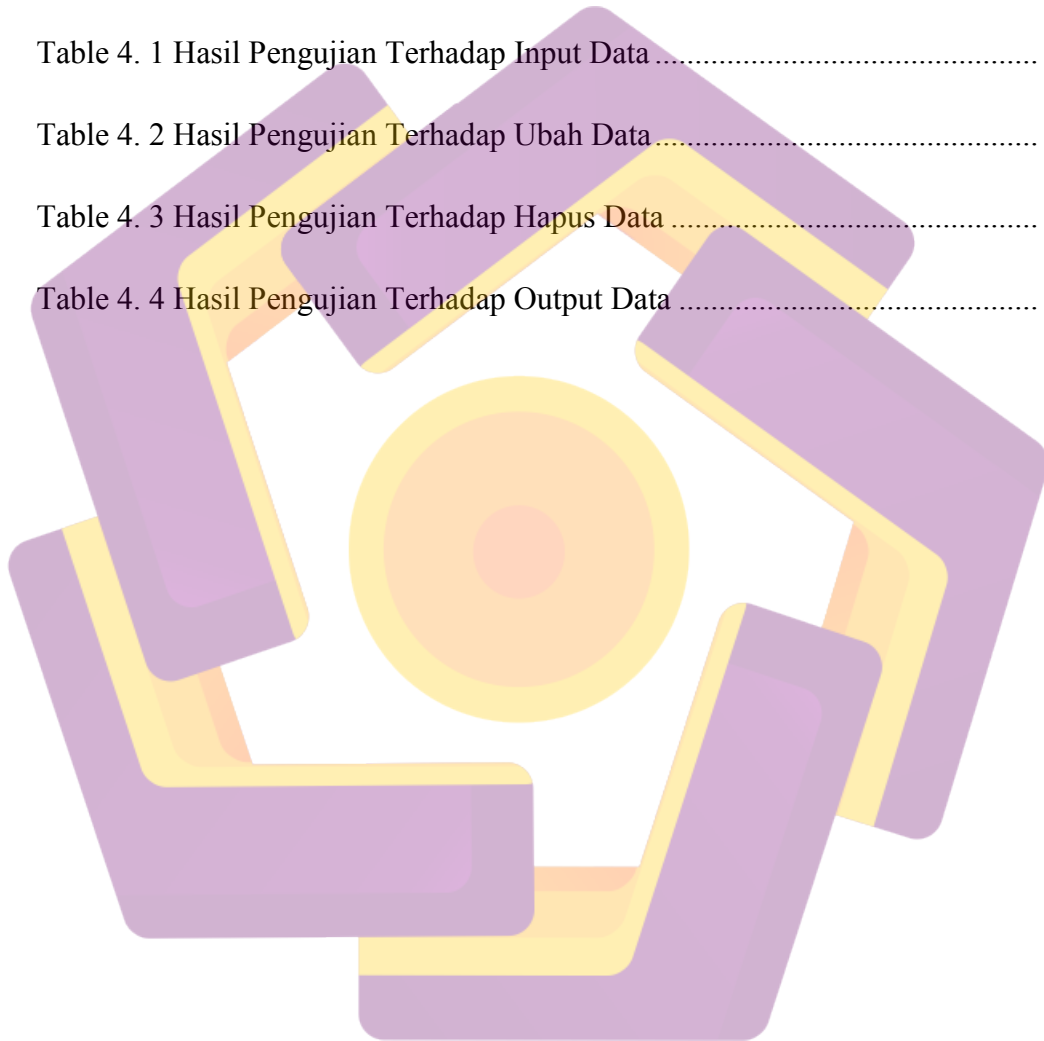 Table 4. 1 Hasil Pengujian Terhadap Input Data ................................................
Table 4. 2 Hasil Pengujian Terhadap Ubah Data................................................
Table 4. 3 Hasil Pengujian Terhadap Hapus Data ..............................................
Table 4. 4 Hasil Pengujian Terhadap Output Data .............................................